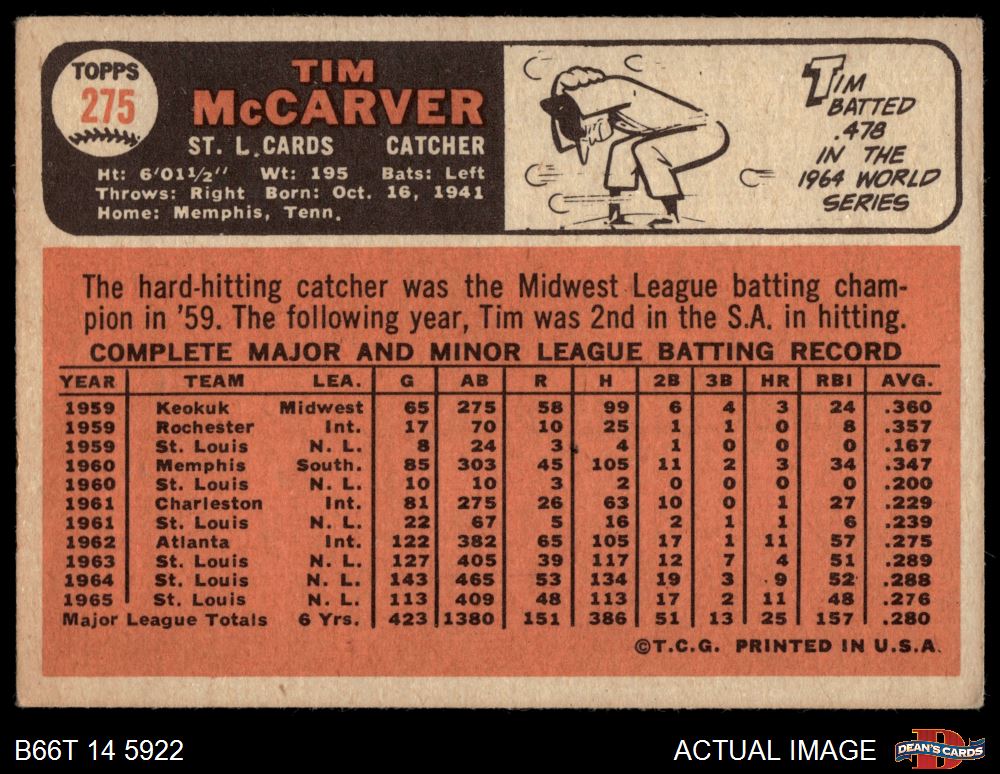 TOPPS
275
TIM
McCARVER
ST. L. CARDS CATCHER
Ht: 6'01 1/2" Wt: 195 Bats: Left
Throws: Right Born: Oct. 16, 1941
Home: Memphis, Tenn.
TIM
BATTED
.478
IN THE
1964 WORLD
SERIES
The hard-hitting catcher was the Midwest League batting cham-
pion in '59. The following year, Tim was 2nd in the S.A. in hitting.
COMPLETE MAJOR AND MINOR LEAGUE BATTING RECORD
YEAR TEAM LEA. G AB R H 2B 3B HR RBI AVG.
1959 Keokuk Midwest 65 275 58 99 6 4 3 24 .360
1959 Rochester Int. 17 70 10 25 1 1 0 8 .357
1959 St. Louis N. L. 8 24 3 4 1 0 0 0 .167
1960 Memphis South. 85 303 45 105 11 2 3 34 .347
1960 St. Louis N. L. 10 10 3 2 0 0 0 0 .200
1961 Charleston Int. 81 275 26 63 10 0 1 27 .229
1961 St. Louis N. L. 22 67 5 16 2 1 1 6 .239
1962 Atlanta Int. 122 382 65 105 17 1 11 57 .275
1963 St. Louis N. L. 127 405 39 117 12 7 4 51 .289
1964 St. Louis N. L. 143 465 53 134 19 3 9 52 .288
1965 St. Louis N. L. 113 409 48 113 17 2 11 48 .276
Major League Totals 6 Yrs. 423 1380 151 386 51 13 25 157 .280
©T.C.G. PRINTED IN U.S.A.
B66T 14 5922
ACTUAL IMAGE
D
DEAN'S CARDS